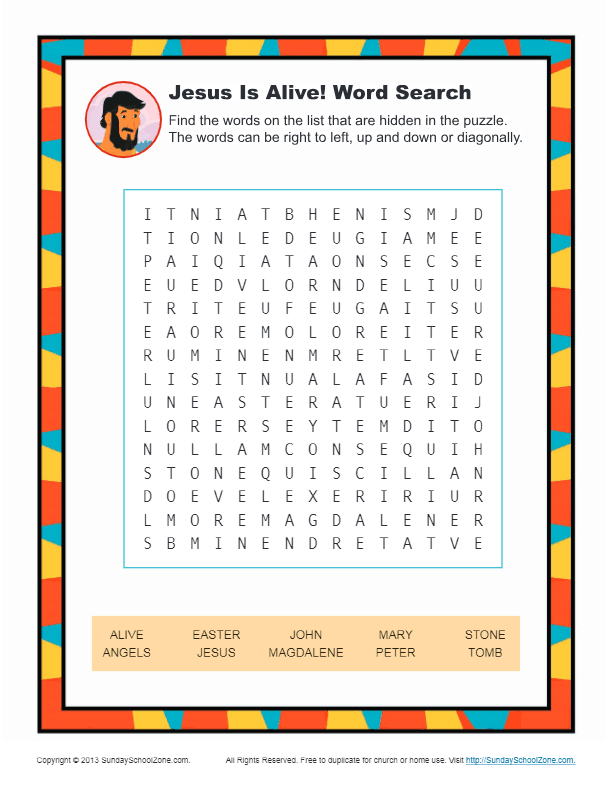 Jesus Is Alive! Word Search
Find the words on the list that are hidden in the puzzle.
The words can be right to left, up and down or diagonally.
I T N I A T B H E N I S M J D
T I O N L E D E U G I A M E E
P A I Q I A T A O N S E C S E
E U E D V L O R N D E L I U U
T R I T E U F E U G A I T S U
E A O R E M O L O R E I T E R
R U M I N E N M R E T L T V E
L I S I T N U A L A F A S I D
U N E A S T E R A T U E R I J
L O R E R S E Y T E M D I T O
N U L L A M C O N S E Q U I H
S T O N E Q U I S C I L L A N
D O E V E L E X E R I R I U R
L M O R E M A G D A L E N E R
S B M I N E N D R E T A T V E
ALIVE EASTER JOHN MARY STONE
ANGELS JESUS MAGDALENE PETER TOMB
Copyright © 2013 SundaySchoolZone.com. All Rights Reserved. Free to duplicate for church or home use. Visit http://SundaySchoolZone.com.